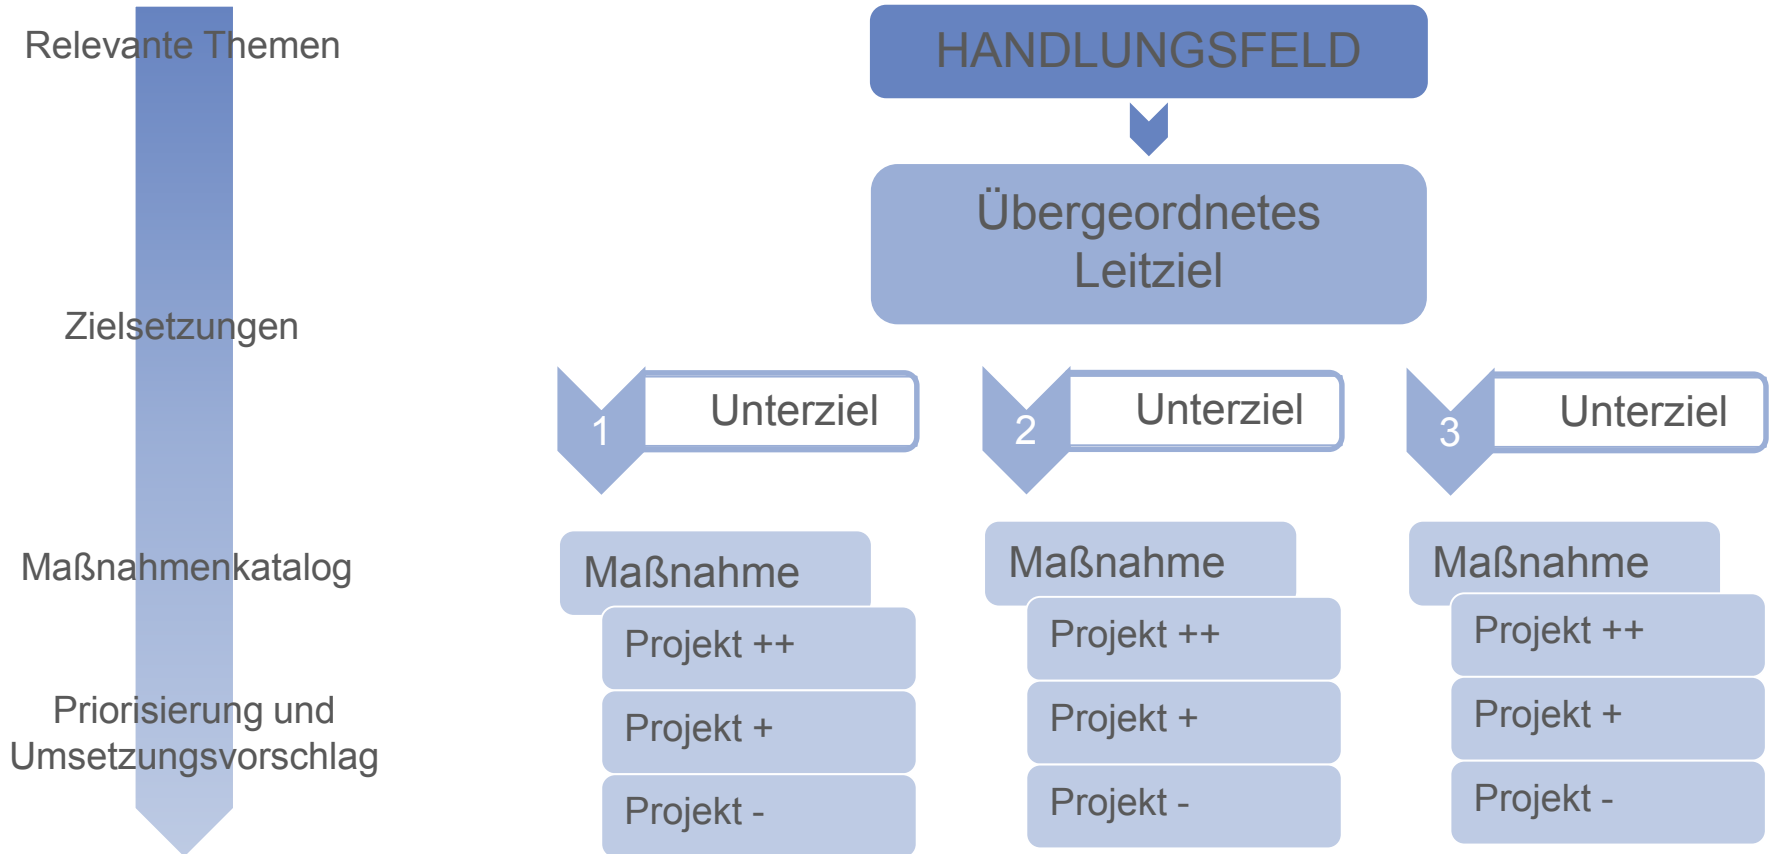 Relevante Themen
HANDLUNGSFELD
Übergeordnetes
Leitziel
Zielsetzungen
1 Unterziel
2 Unterziel
3 Unterziel
Maßnahmenkatalog
Maßnahme
Projekt ++
Projekt +
Projekt -
Maßnahme
Projekt ++
Projekt +
Projekt -
Maßnahme
Projekt ++
Projekt +
Projekt -
Priorisierung und
Umsetzungsvorschlag